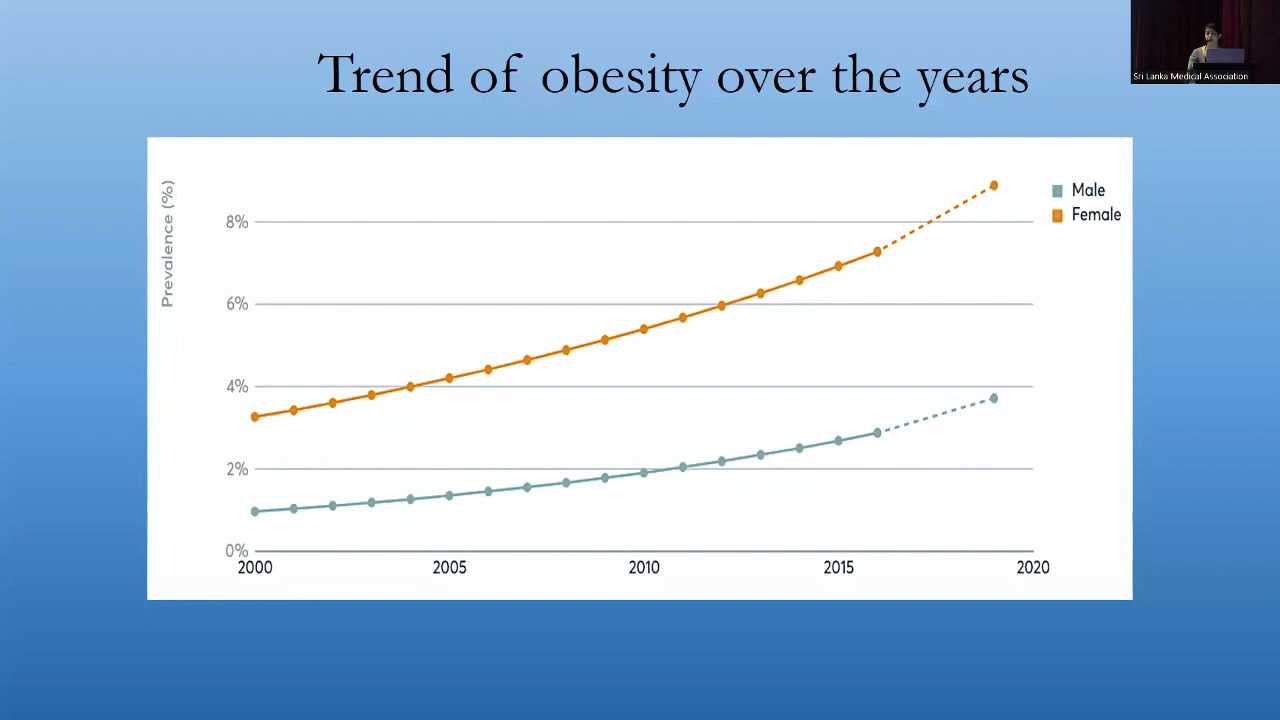 Trend of obesity over the years
Sri Lanka Medical Association
Prevalence (%)
Male
Female
8%
6%
4%
2%
0%
2000 2005 2010 2015 2020